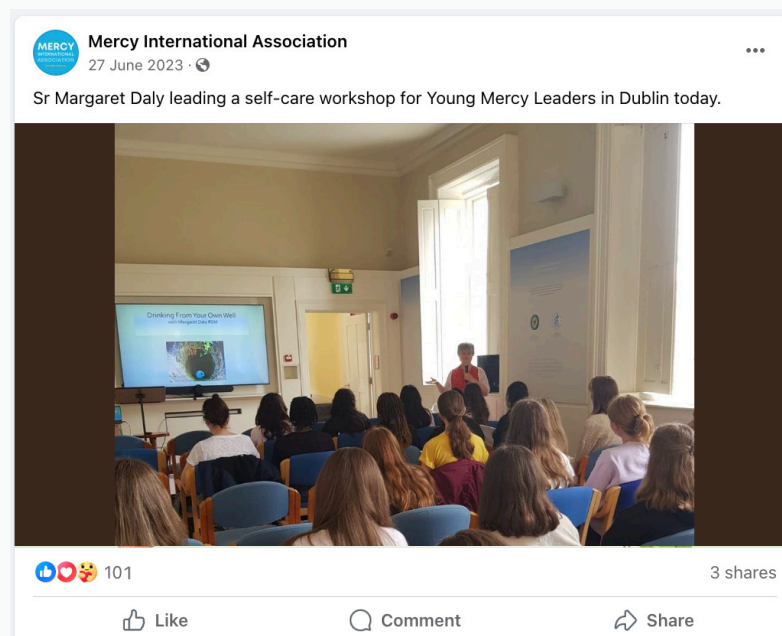 MERCY
INTERNATIONAL
ASSOCIATION
Mercy International Association
27 June 2023 ·
Sr Margaret Daly leading a self-care workshop for Young Mercy Leaders in Dublin today.
Drinking From Your Own Well
with Margaret Daly RSM
101
3 shares
Like
Comment
Share